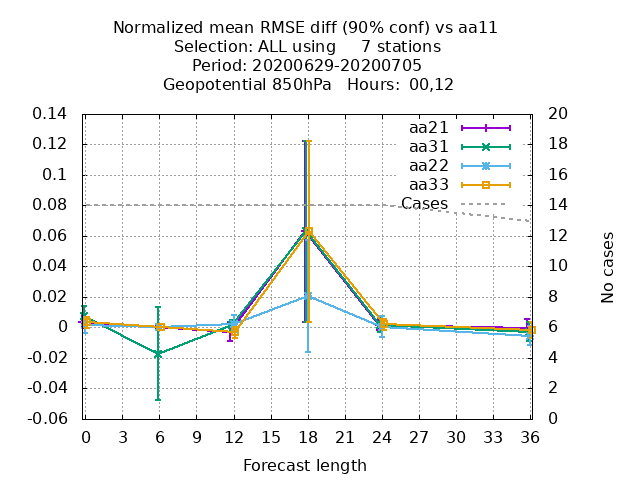 Normalized mean RMSE diff (90% conf) vs aa11
Selection: ALL using     7 stations
Period: 20200629-20200705
Geopotential 850hPa   Hours:  00,12
0.14
0.12
0.1
0.08
0.06
0.04
0.02
0
-0.02
-0.04
-0.06
aa21
aa31
aa22
aa33
Cases
20
18
16
14
12
10
8
6
4
2
0
No cases
0 3 6 9 12 15 18 21 24 27 30 33 36
Forecast length